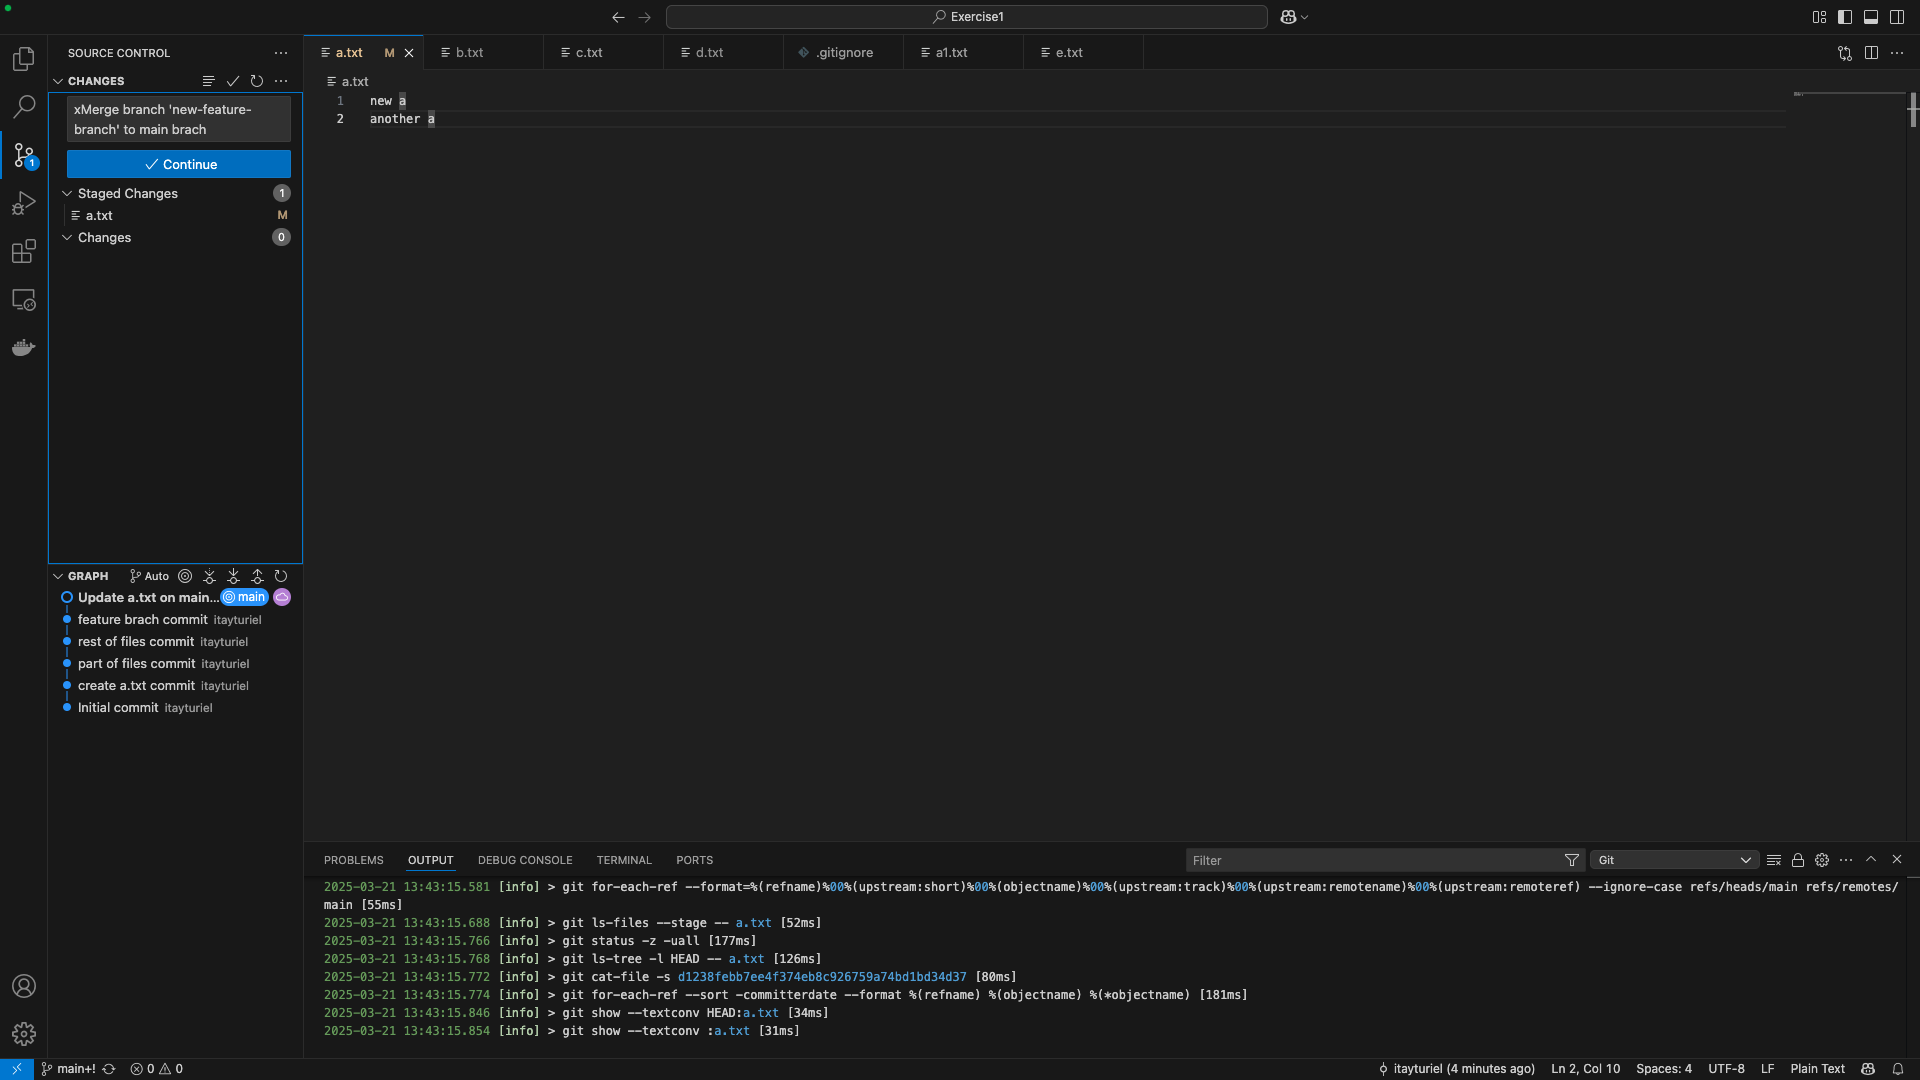 Exercise1
SOURCE CONTROL
CHANGES
xMerge branch 'new-feature-
branch' to main brach
Continue
Staged Changes 1
a.txt M
Changes 0
GRAPH Auto
Update a.txt on main... main
feature brach commit itayturiel
rest of files commit itayturiel
part of files commit itayturiel
create a.txt commit itayturiel
Initial commit itayturiel
a.txt M b.txt c.txt d.txt .gitignore a1.txt e.txt
a.txt
1 new a
2 another a
PROBLEMS OUTPUT DEBUG CONSOLE TERMINAL PORTS Filter Git
2025-03-21 13:43:15.581 [info] > git for-each-ref --format=%(refname)%00%(upstream:short)%00%(objectname)%00%(upstream:track)%00%(upstream:remotename)%00%(upstream:remoteref) --ignore-case refs/heads/main refs/remotes/
main [55ms]
2025-03-21 13:43:15.688 [info] > git ls-files --stage -- a.txt [52ms]
2025-03-21 13:43:15.766 [info] > git status -z -uall [177ms]
2025-03-21 13:43:15.768 [info] > git ls-tree -l HEAD -- a.txt [126ms]
2025-03-21 13:43:15.772 [info] > git cat-file -s d1238febb7ee4f374eb8c926759a74bd1bd34d37 [80ms]
2025-03-21 13:43:15.774 [info] > git for-each-ref --sort -committerdate --format %(refname) %(objectname) %(*objectname) [181ms]
2025-03-21 13:43:15.846 [info] > git show --textconv HEAD:a.txt [34ms]
2025-03-21 13:43:15.854 [info] > git show --textconv :a.txt [31ms]
1
main+! 0 0 itayturiel (4 minutes ago) Ln 2, Col 10 Spaces: 4 UTF-8 LF Plain Text